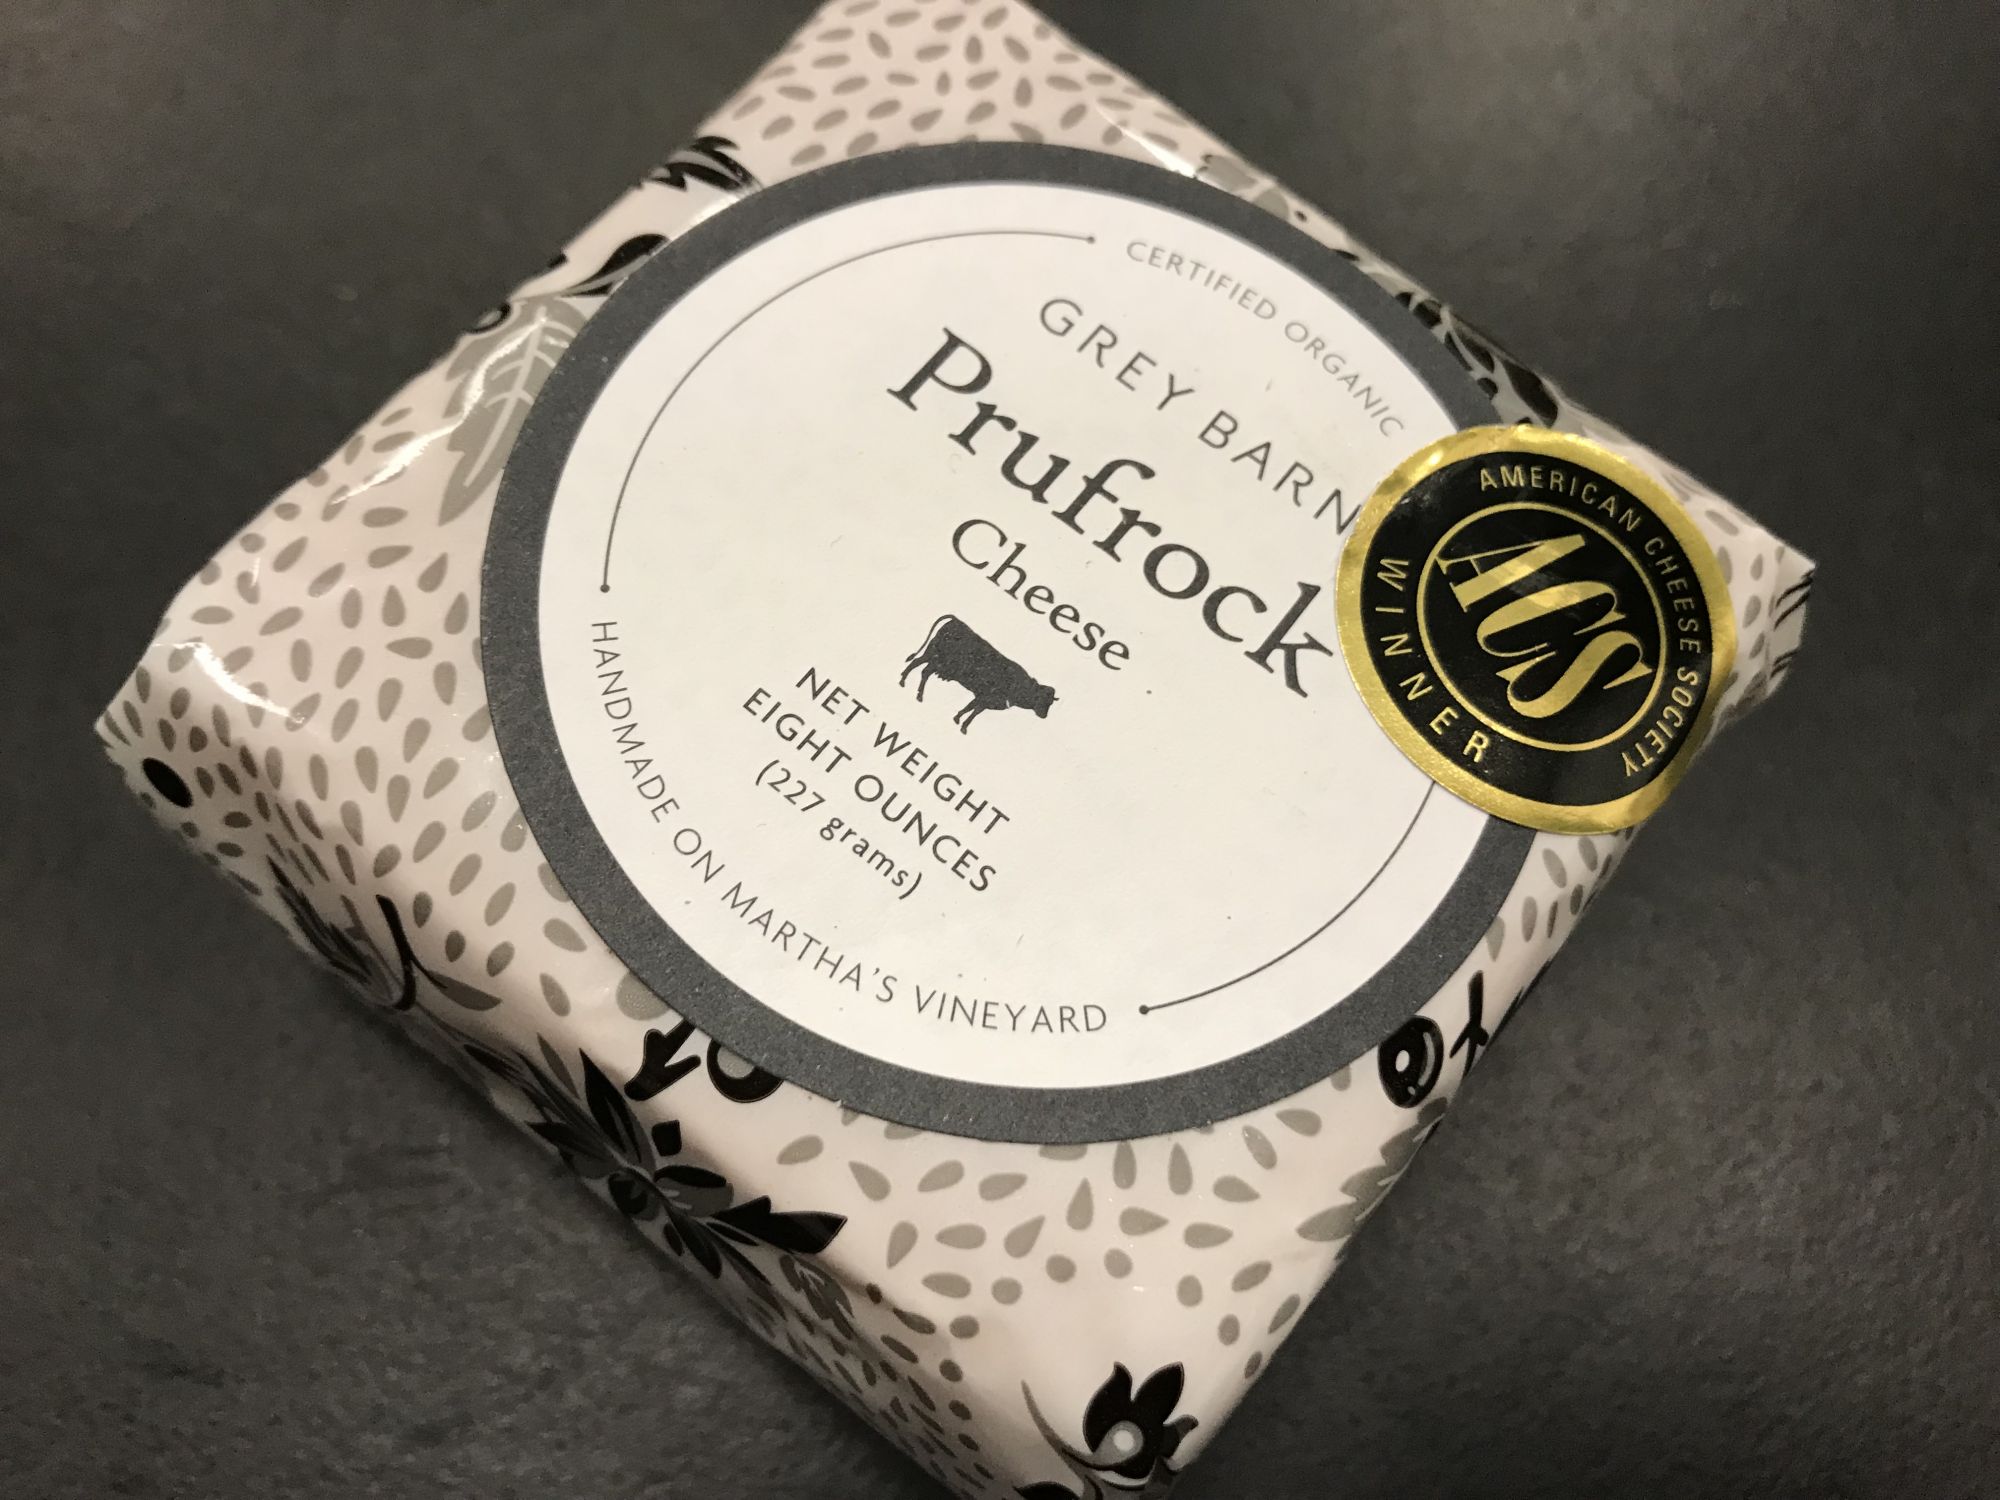 CERTIFIED ORGANIC
GREY BARN
Prufrock
Cheese
NET WEIGHT
EIGHT OUNCES
(227 grams)
HANDMADE ON MARTHA'S VINEYARD
AMERICAN CHEESE SOCIETY
ACS
WINNER